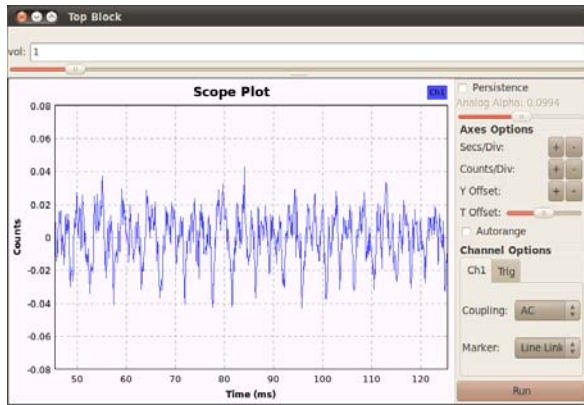 Top Block
vol: 1
Scope Plot
Ch1
0.08
0.06
0.04
0.02
0
-0.02
-0.04
-0.06
-0.08
Counts
50 60 70 80 90 100 110 120
Time (ms)
Persistence
Analog Alpha: 0.0994
Axes Options
Secs/Div: + -
Counts/Div: + -
Y Offset: + -
T Offset:
Autorange
Channel Options
Ch1 Trig
Coupling: AC
Marker: Line Link
Run